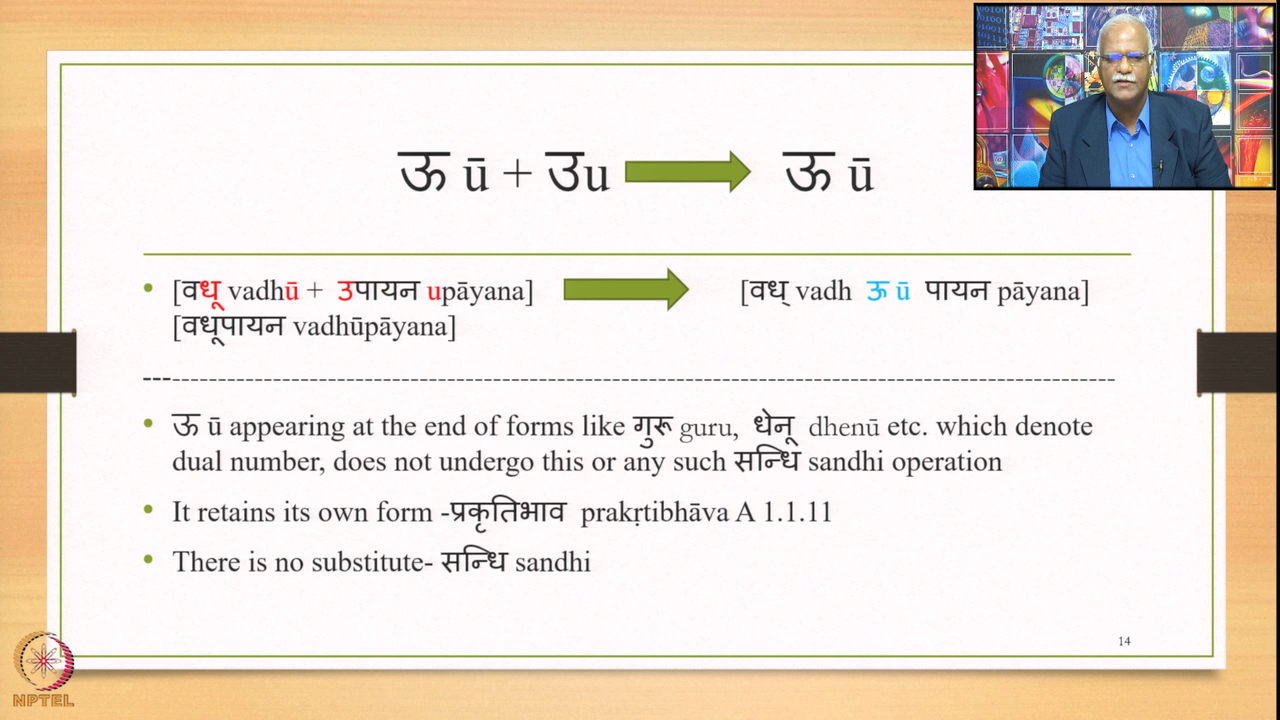 ऊ ū + उu ऊ ū
[वधू vadhū + उपायन upāyana] [वध् vadh ऊ ū पायन pāyana]
[वधूपायन vadhūpāyana]
ऊ ū appearing at the end of forms like गुरू guru, धेनू dhenū etc. which denote
dual number, does not undergo this or any such सन्धि sandhi operation
It retains its own form -प्रकृतिभाव prakṛtibhāva A 1.1.11
There is no substitute- सन्धि sandhi
14
NPTEL